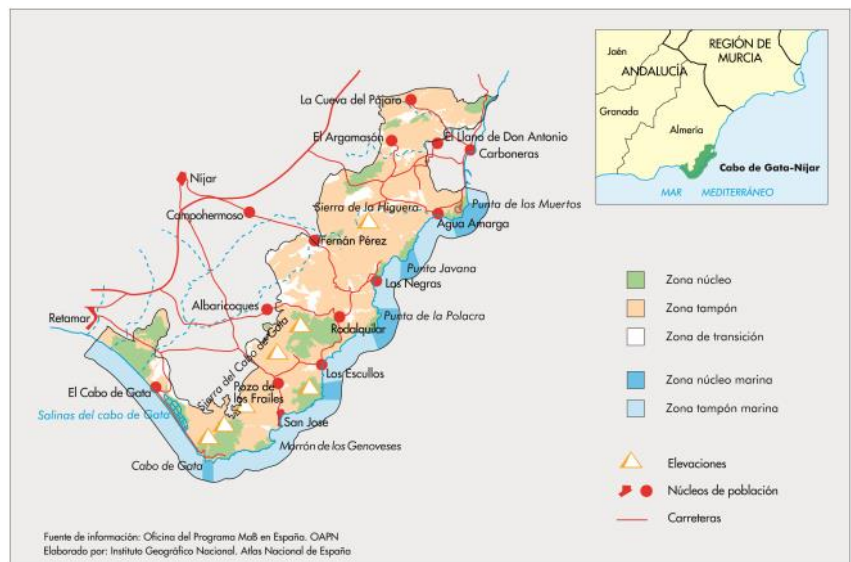 La Cueva del Pájaro
El Argamasón
El Llano de Don Antonio
Carboneras
Níjar
Campohermoso
Sierra de la Higuera
Punta de los Muertos
Agua Amarga
Fernán Pérez
Punta Javana
Las Negras
Albaricoques
Retamar
Rodalquilar
Punta de la Polacra
Sierra del Cabo de Gata
Los Escullos
El Cabo de Gata
Pozo de
los Frailes
Salinas del cabo de Gata
San José
Morrón de los Genoveses
Cabo de Gata
REGIÓN DE
MURCIA
Jaén
ANDALUCÍA
Granada
Almería
Cabo de Gata-Níjar
MAR MEDITERRÁNEO
Zona núcleo
Zona tampón
Zona de transición
Zona núcleo marina
Zona tampón marina
Elevaciones
Núcleos de población
Carreteras
Fuente de información: Oficina del Programa MaB en España. OAPN
Elaborado por: Instituto Geográfico Nacional. Atlas Nacional de España